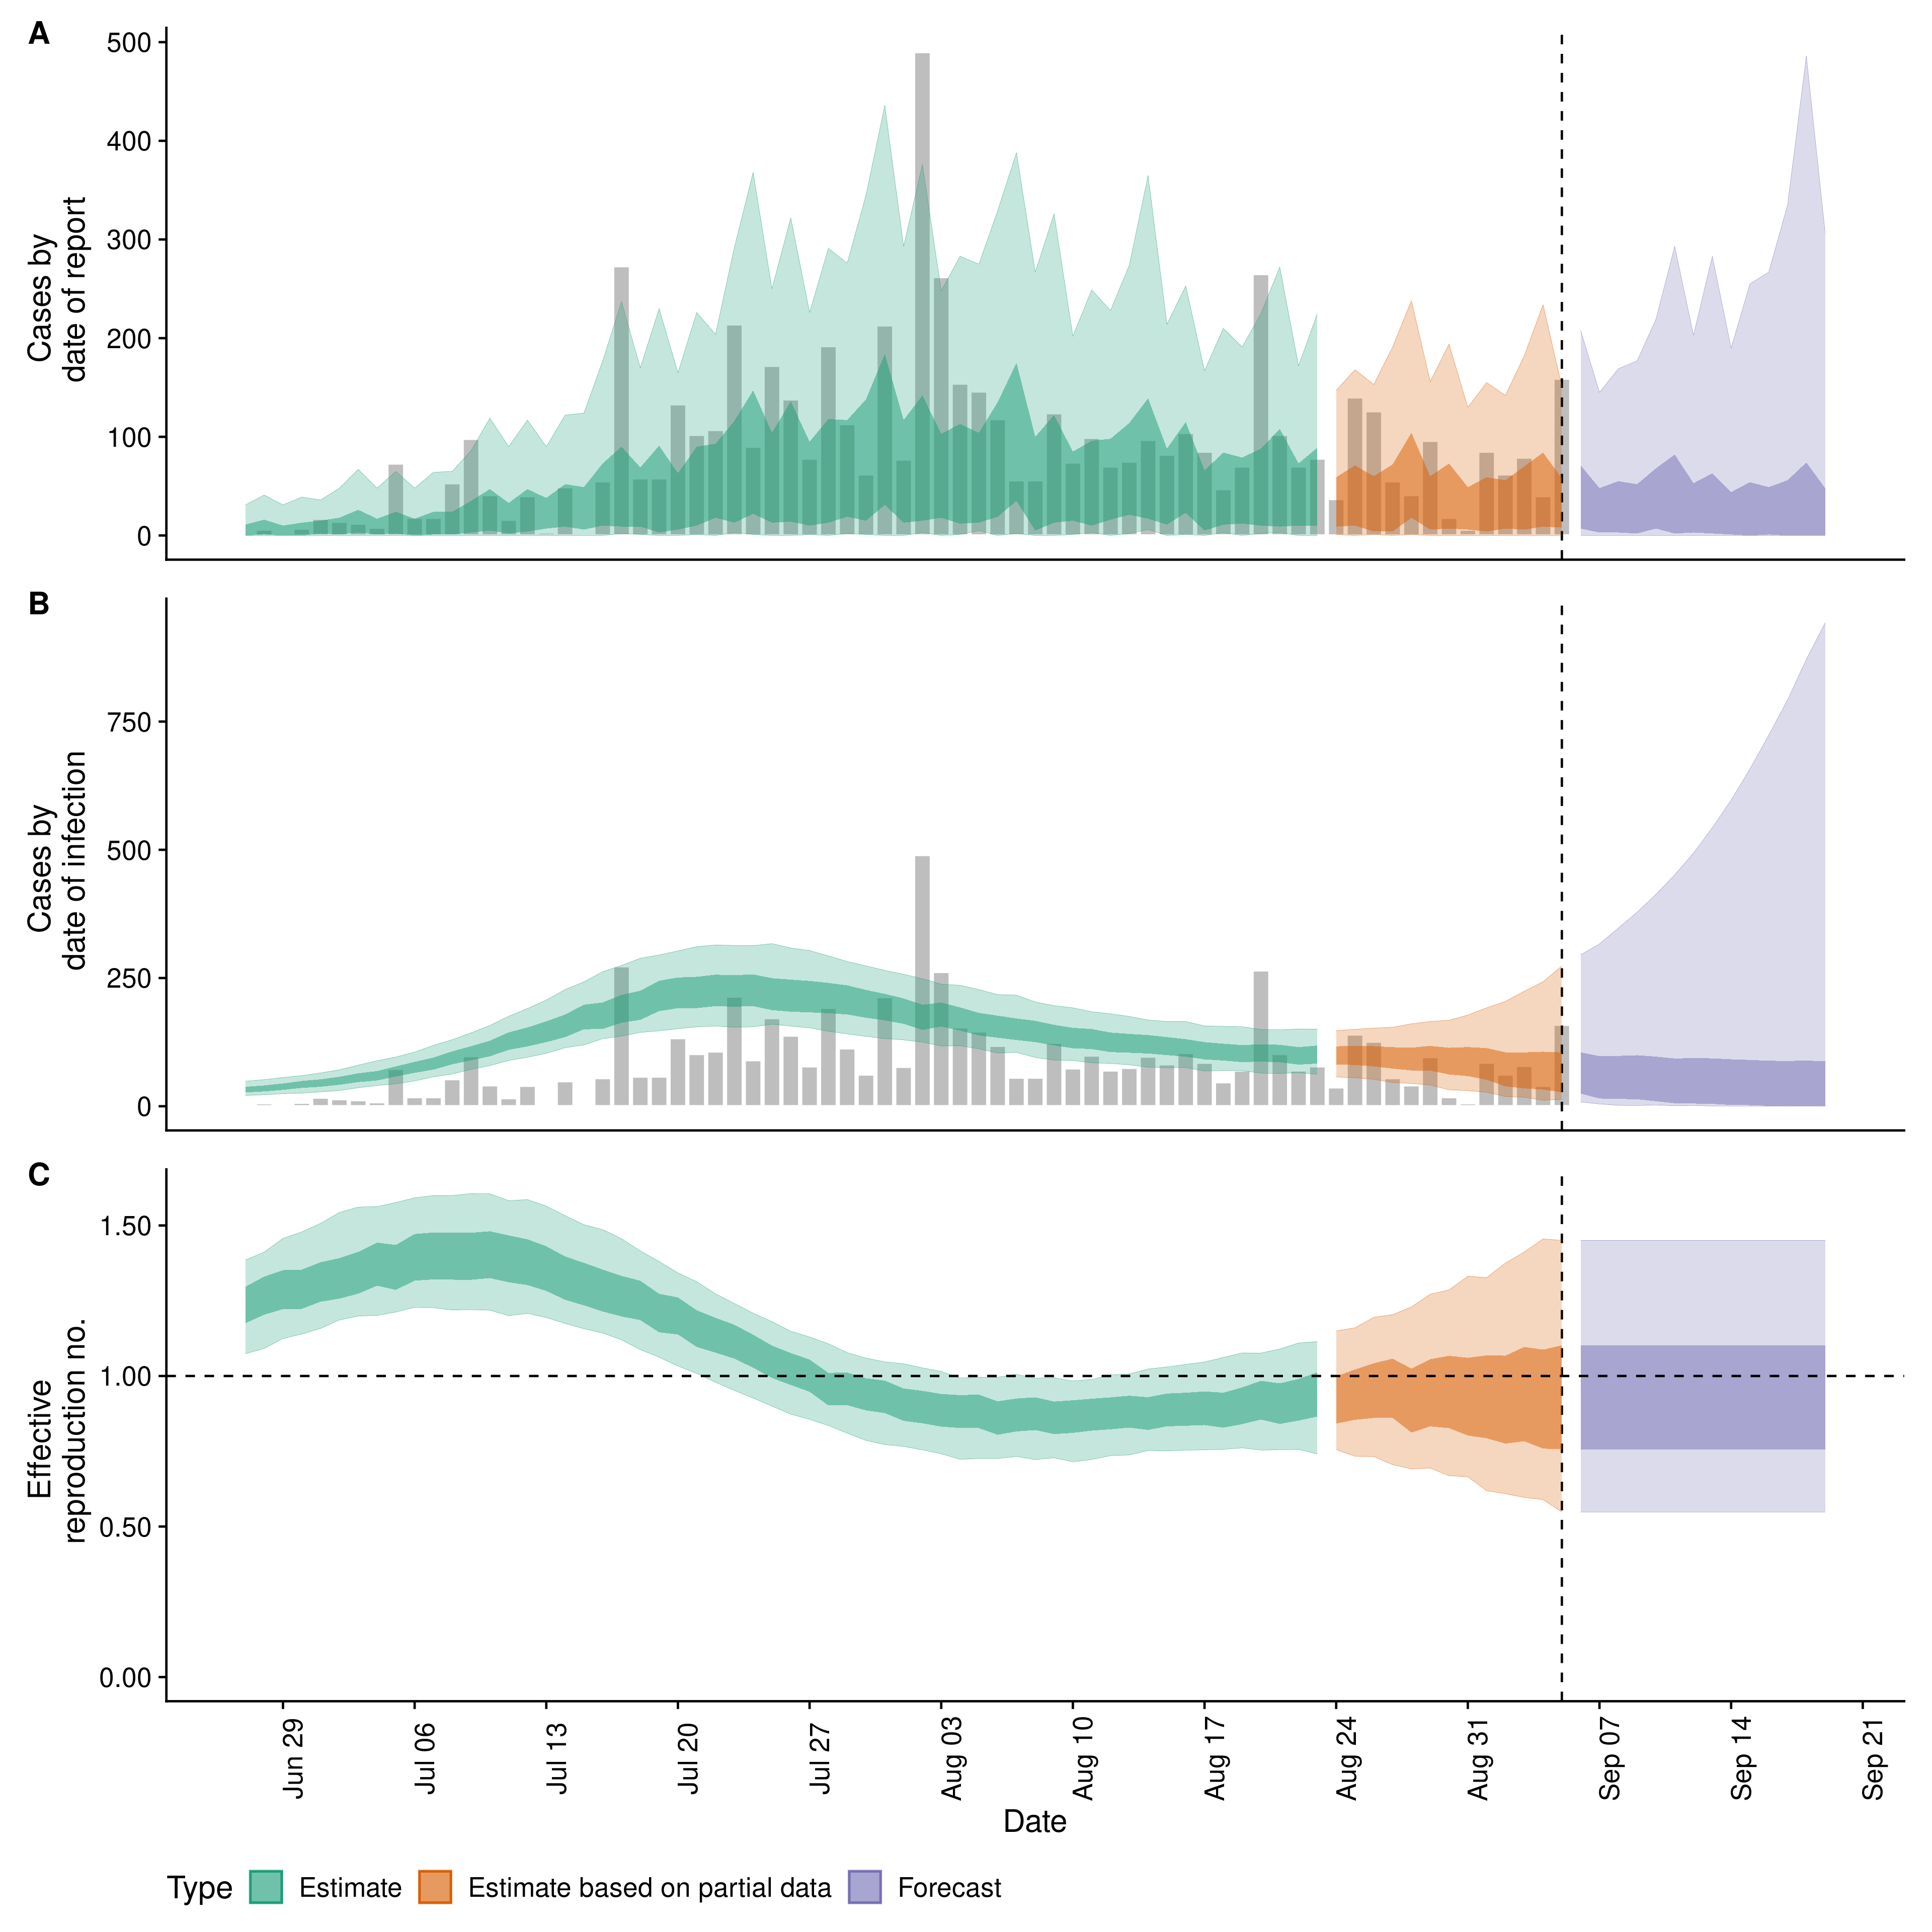 A
Cases by
date of report
500
400
300
200
100
0
B
Cases by
date of infection
750
500
250
0
C
Effective
reproduction no.
1.50
1.00
0.50
0.00
Jun 29
Jul 06
Jul 13
Jul 20
Jul 27
Aug 03
Aug 10
Aug 17
Aug 24
Aug 31
Sep 07
Sep 14
Sep 21
Date
Type Estimate Estimate based on partial data Forecast